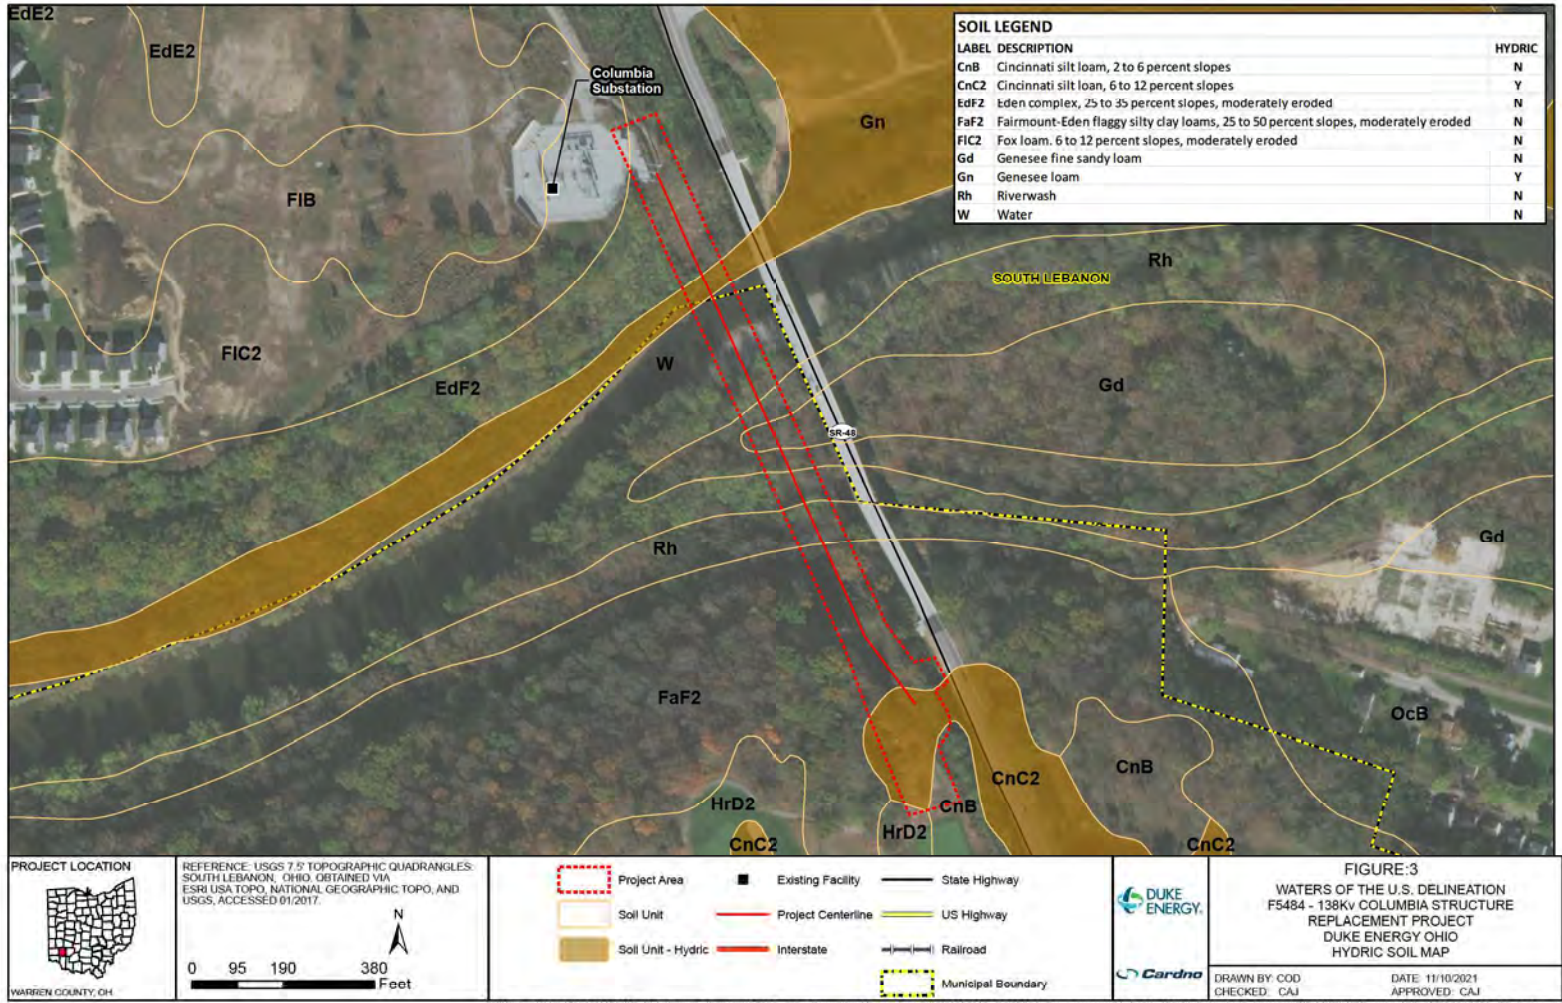 EdE2
EdE2
Columbia
Substation
Gn
FIB
FIC2
EdF2
W
Rh
SOUTH LEBANON
Gd
SR-48
Rh
Gd
FaF2
OcB
CnC2
CnB
HrD2
CnC2
HrD2
CnB
CnC2
SOIL LEGEND
LABEL DESCRIPTION HYDRIC
CnB Cincinnati silt loam, 2 to 6 percent slopes N
CnC2 Cincinnati silt loan, 6 to 12 percent slopes Y
EdF2 Eden complex, 25 to 35 percent slopes, moderately eroded N
FaF2 Fairmount-Eden flaggy silty clay loams, 25 to 50 percent slopes, moderately eroded N
FIC2 Fox loam. 6 to 12 percent slopes, moderately eroded N
Gd Genesee fine sandy loam N
Gn Genesee loam Y
Rh Riverwash N
W Water N
PROJECT LOCATION
WARREN COUNTY, OH
REFERENCE: USGS 7.5' TOPOGRAPHIC QUADRANGLES:
SOUTH LEBANON, OHIO, OBTAINED VIA
ESRI USA TOPO, NATIONAL GEOGRAPHIC TOPO, AND
USGS, ACCESSED 01/2017.
N
0 95 190 380
Feet
Project Area
Existing Facility
State Highway
Soil Unit
Project Centerline
US Highway
Soil Unit - Hydric
Interstate
Railroad
Municipal Boundary
DUKE
ENERGY.
Cardno
FIGURE:3
WATERS OF THE U.S. DELINEATION
F5484 - 138Kv COLUMBIA STRUCTURE
REPLACEMENT PROJECT
DUKE ENERGY OHIO
HYDRIC SOIL MAP
DRAWN BY: COD DATE: 11/10/2021
CHECKED: CAJ APPROVED: CAJ